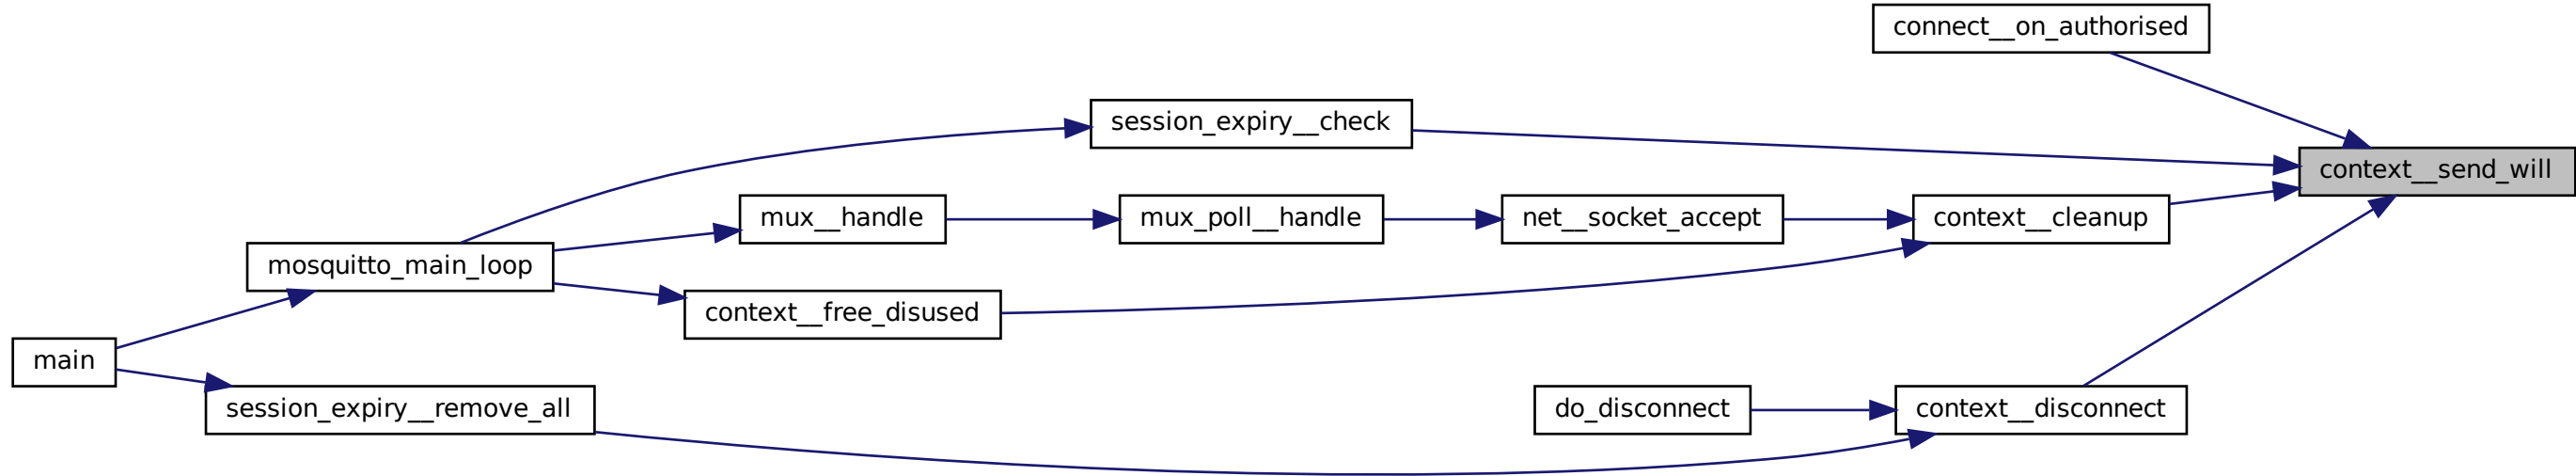 connect__on_authorised
session_expiry__check
context__send_will
mux__handle
mux_poll__handle
net__socket_accept
context__cleanup
mosquitto_main_loop
context__free_disused
main
session_expiry__remove_all
do_disconnect
context__disconnect